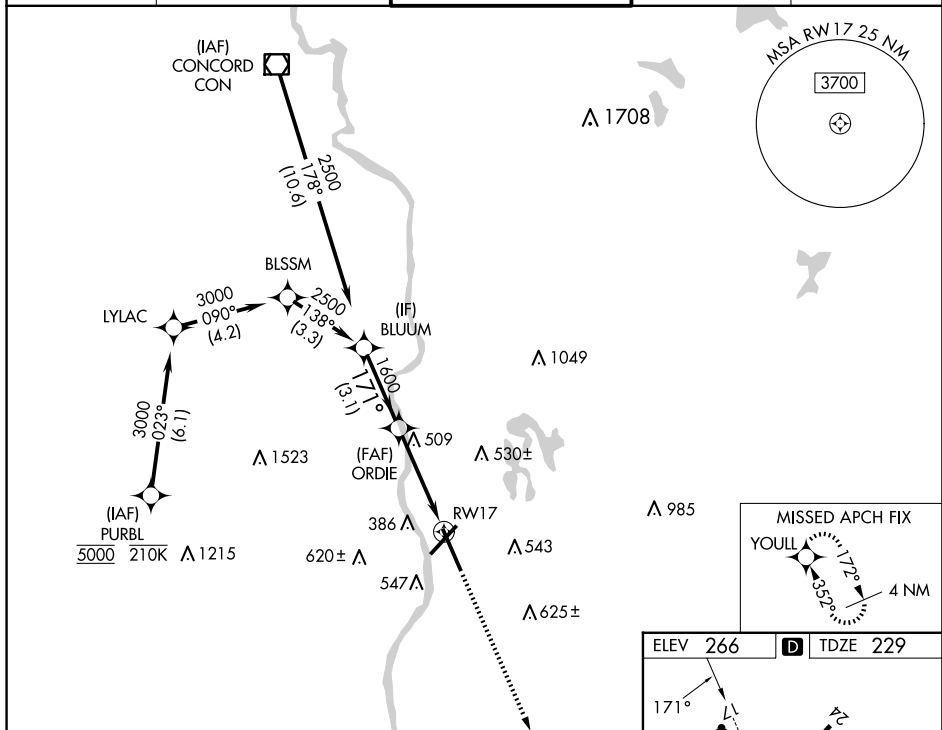 (IAF)
CONCORD
CON
MSA RW17 25 NM
3700
1708
2500
178°
(10.6)
BLSSM
LYLAC
3000
090°
(4.2)
2500
138°
(3.3)
(IF)
BLUUM
1600
171°
(3.1)
1049
3000
023°
(6.1)
1523
(FAF)
ORDIE
509
530±
(IAF)
PURBL
5000 210K
1215
386
RW17
985
620±
543
547
625±
MISSED APCH FIX
YOULL
172°
352°
4 NM
ELEV 266
D
TDZE 229
171°
17
24